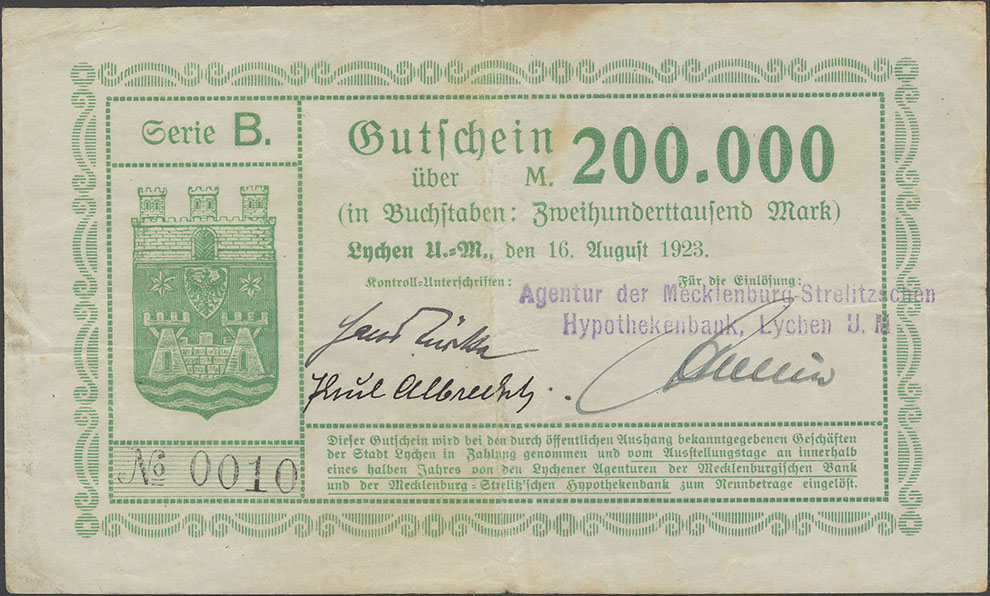 Serie B.
Gutschein
über M. 200.000
(in Buchstaben: Zweihunderttausend Mark)
Lychen U.-M., den 16. August 1923.
Kontroll-Unterschriften:
Für die Einlösung:
Agentur der Mecklenburg-Strelitzschen
Hypothekenbank, Lychen U. M.
Paul Albrecht
Dieser Gutschein wird bei den durch öffentlichen Aushang bekanntgegebenen Geschäften
der Stadt Lychen in Zahlung genommen und vom Ausstellungstage an innerhalb
eines halben Jahres von den Lychener Agenturen der Mecklenburgischen Bank
und der Mecklenburg-Strelitz'schen Hypothekenbank zum Nennbetrage eingelöst.
№ 0010